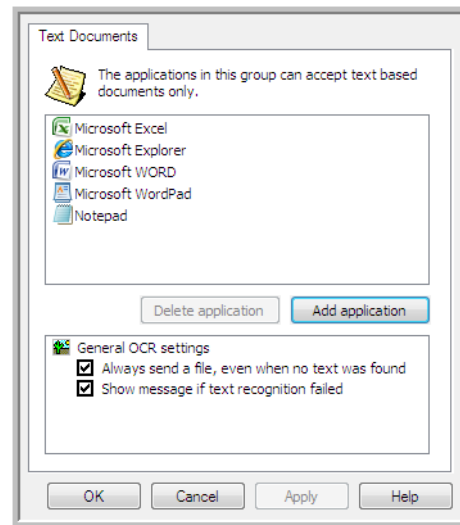 Text Documents
The applications in this group can accept text based
documents only.
Microsoft Excel
Microsoft Explorer
Microsoft WORD
Microsoft WordPad
Notepad
Delete application Add application
General OCR settings
Always send a file, even when no text was found
Show message if text recognition failed
OK Cancel Apply Help